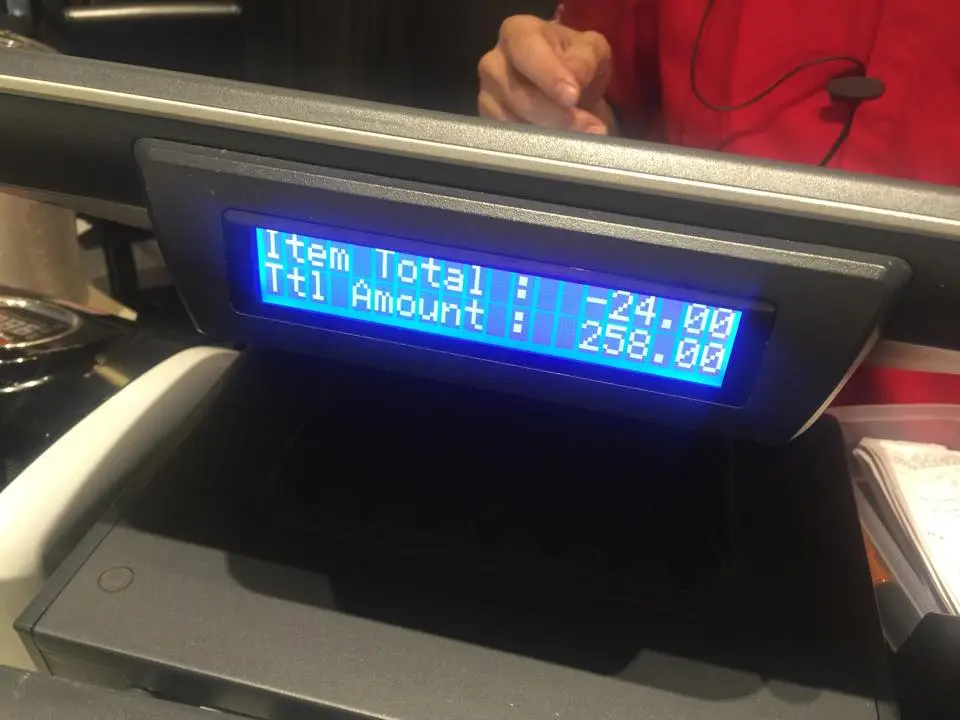 Item Total : -24.00
Ttl Amount : 258.00